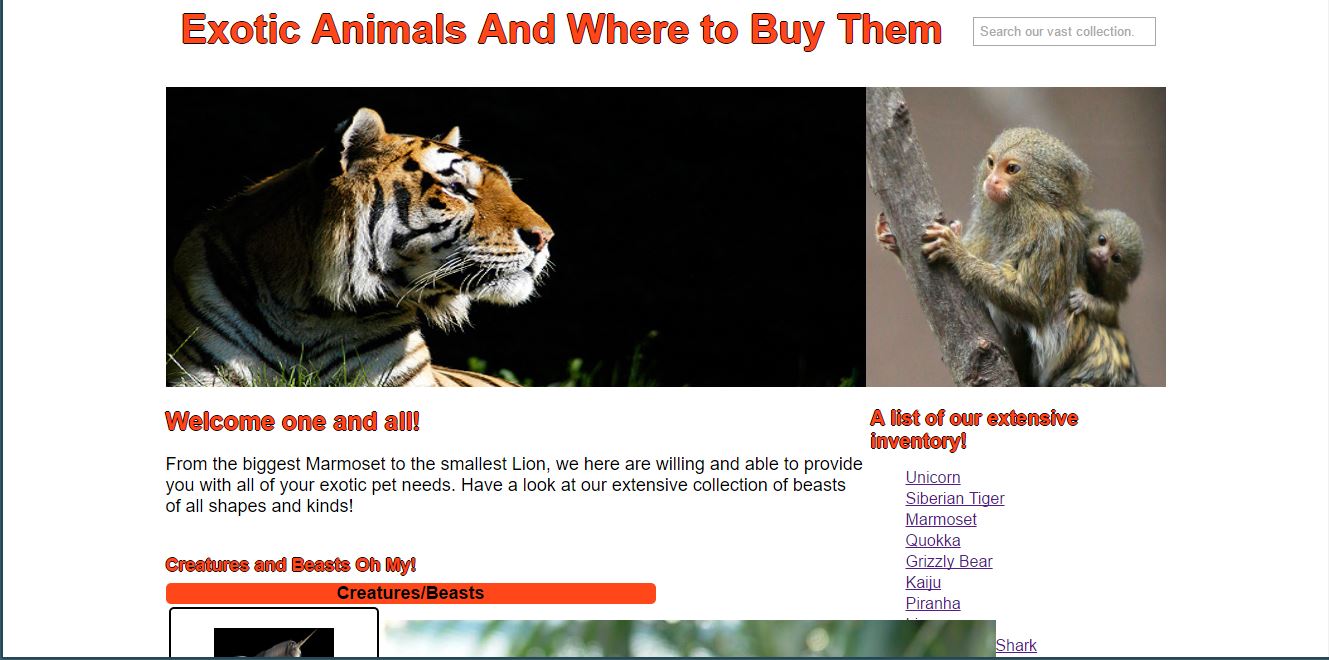 Exotic Animals And Where to Buy Them
Search our vast collection.
Welcome one and all!
From the biggest Marmoset to the smallest Lion, we here are willing and able to provide
you with all of your exotic pet needs. Have a look at our extensive collection of beasts
of all shapes and kinds!
Creatures and Beasts Oh My!
Creatures/Beasts
A list of our extensive
inventory!
Unicorn
Siberian Tiger
Marmoset
Quokka
Grizzly Bear
Kaiju
Piranha
Shark